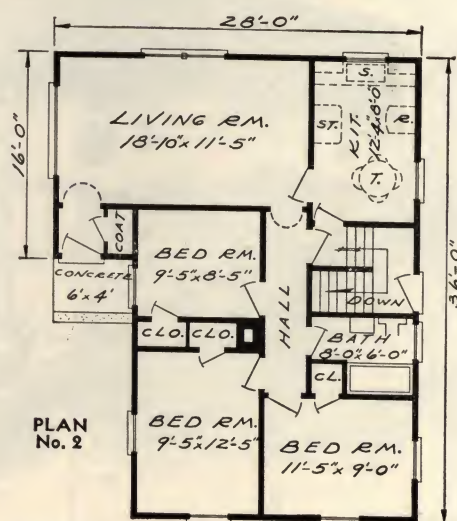 28'-0"
16'-0"
36'-0"
LIVING RM.
18'-10"x 11'-5"
S.
ST.
R.
KIT.
12'-4"x 8'-0"
T.
COAT
CONCRETE
6'x 4'
BED RM.
9'-5"x 8'-5"
HALL
DOWN
CLO.
CLO.
BATH
8'-0"x 6'-0"
CL.
PLAN
No. 2
BED RM.
9'-5"x 12'-5"
BED RM.
11'-5"x 9'-0"